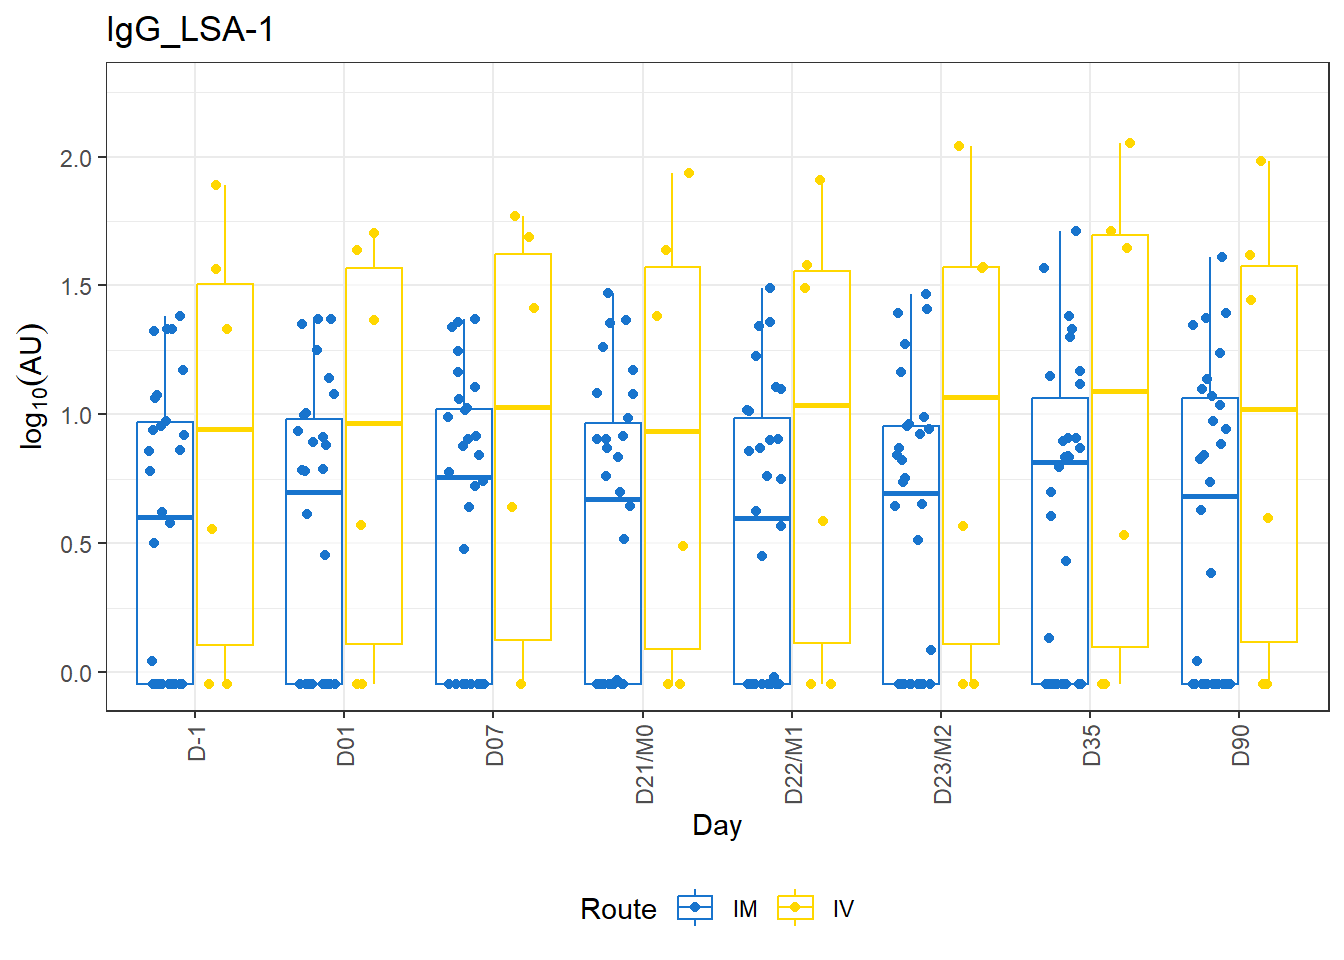 IgG_LSA-1
log10(AU)
2.0
1.5
1.0
0.5
0.0
D-1 D01 D07 D21/M0 D22/M1 D23/M2 D35 D90
Day
Route IM IV